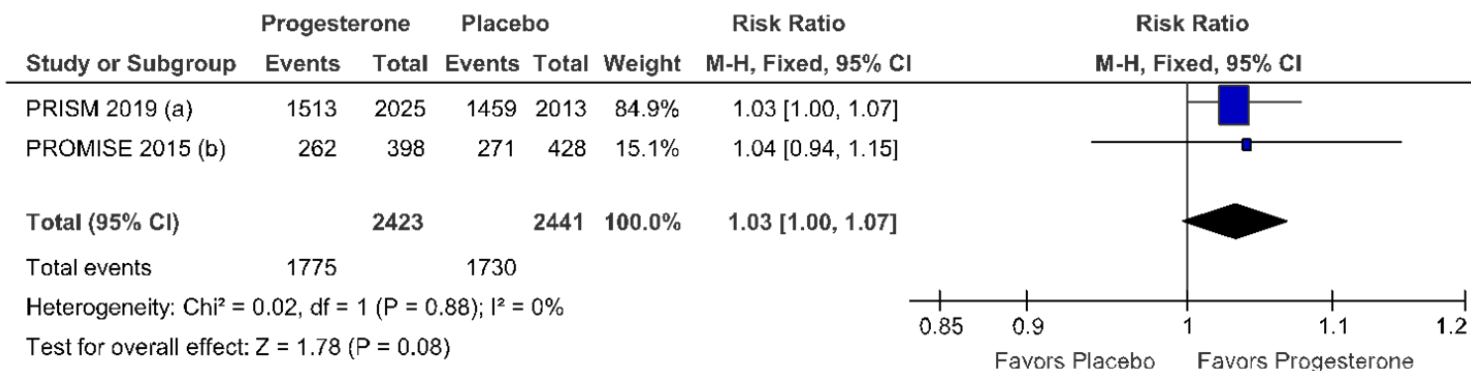 Progesterone Placebo Risk Ratio Risk Ratio
Study or Subgroup Events Total Events Total Weight M-H, Fixed, 95% CI M-H, Fixed, 95% CI
PRISM 2019 (a) 1513 2025 1459 2013 84.9% 1.03 [1.00, 1.07]
PROMISE 2015 (b) 262 398 271 428 15.1% 1.04 [0.94, 1.15]
Total (95% CI) 2423 2441 100.0% 1.03 [1.00, 1.07]
Total events 1775 1730
Heterogeneity: Chi² = 0.02, df = 1 (P = 0.88); I² = 0%
Test for overall effect: Z = 1.78 (P = 0.08)
0.85 0.9 1 1.1 1.2
Favors Placebo Favors Progesterone